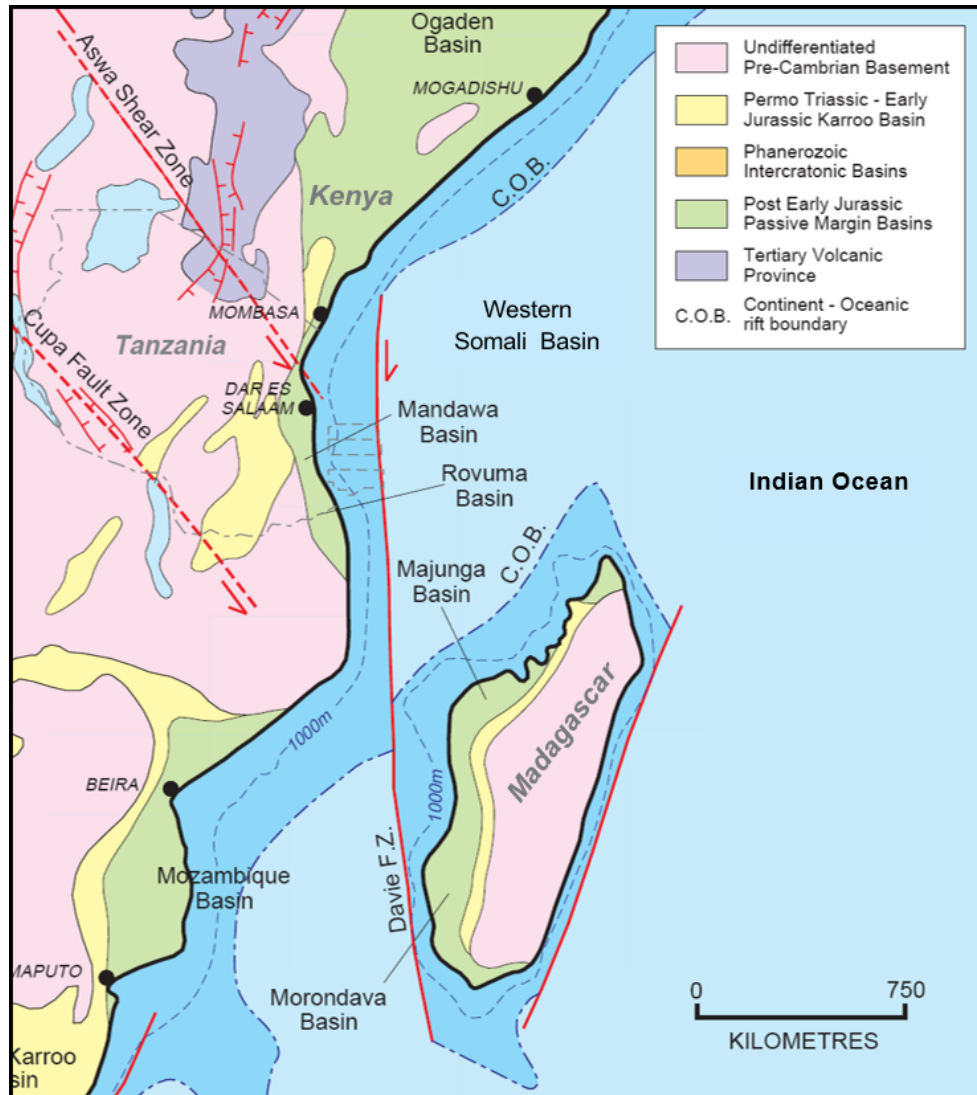 Ogaden
Basin
MOGADISHU
Aswa Shear Zone
Kenya
C.O.B.
Undifferentiated
Pre-Cambrian Basement
Permo Triassic - Early
Jurassic Karroo Basin
Phanerozoic
Intercratonic Basins
Post Early Jurassic
Passive Margin Basins
Tertiary Volcanic
Province
C.O.B.
Continent - Oceanic
rift boundary
MOMBASA
Western
Somali Basin
Tanzania
Cupa Fault Zone
DAR ES
SALAAM
Mandawa
Basin
Rovuma
Basin
Indian Ocean
C.O.B.
Majunga
Basin
Madagascar
1000m
1000m
BEIRA
Davie F.Z.
Mozambique
Basin
MAPUTO
Morondava
Basin
0 750
KILOMETRES
Karroo
sin